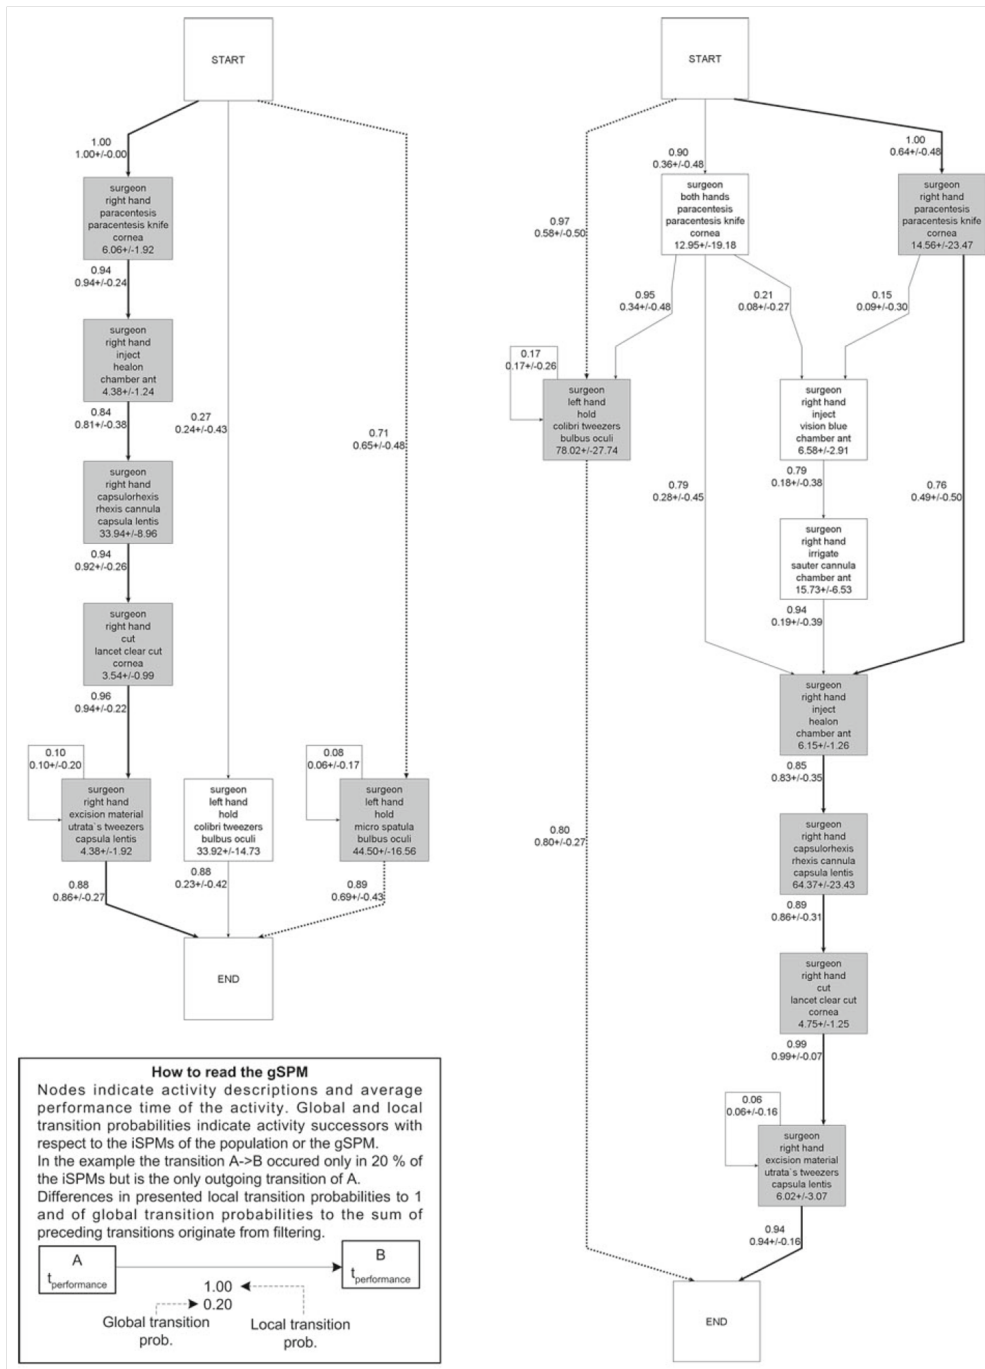 START
1.00
1.00+/-0.00
surgeon
right hand
paracentesis
paracentesis knife
cornea
6.06+/-1.92
0.94
0.94+/-0.24
surgeon
right hand
inject
healon
chamber ant
4.38+/-1.24
0.84
0.81+/-0.38
0.27
0.24+/-0.43
0.71
0.65+/-0.48
surgeon
right hand
capsulorhexis
rhexis cannula
capsula lentis
33.94+/-8.96
0.94
0.92+/-0.26
surgeon
right hand
cut
lancet clear cut
cornea
3.54+/-0.99
0.96
0.94+/-0.22
0.10
0.10+/-0.20
surgeon
right hand
excision material
utrata`s tweezers
capsula lentis
4.38+/-1.92
surgeon
left hand
hold
colibri tweezers
bulbus oculi
33.92+/-14.73
0.08
0.06+/-0.17
surgeon
left hand
hold
micro spatula
bulbus oculi
44.50+/-16.56
0.88
0.86+/-0.27
0.88
0.23+/-0.42
0.89
0.69+/-0.43
END
START
0.97
0.58+/-0.50
0.90
0.36+/-0.48
1.00
0.64+/-0.48
surgeon
both hands
paracentesis
paracentesis knife
cornea
12.95+/-19.18
surgeon
right hand
paracentesis
paracentesis knife
cornea
14.56+/-23.47
0.95
0.34+/-0.48
0.21
0.08+/-0.27
0.15
0.09+/-0.30
0.17
0.17+/-0.26
surgeon
left hand
hold
colibri tweezers
bulbus oculi
78.02+/-27.74
surgeon
right hand
inject
vision blue
chamber ant
6.58+/-2.91
0.79
0.28+/-0.45
0.79
0.18+/-0.38
0.76
0.49+/-0.50
surgeon
right hand
irrigate
sauter cannula
chamber ant
15.73+/-6.53
0.94
0.19+/-0.39
surgeon
right hand
inject
healon
chamber ant
6.15+/-1.26
0.85
0.83+/-0.35
0.80
0.80+/-0.27
surgeon
right hand
capsulorhexis
rhexis cannula
capsula lentis
64.37+/-23.43
0.89
0.86+/-0.31
surgeon
right hand
cut
lancet clear cut
cornea
4.75+/-1.25
0.99
0.99+/-0.07
0.06
0.06+/-0.16
surgeon
right hand
excision material
utrata`s tweezers
capsula lentis
6.02+/-3.07
0.94
0.94+/-0.16
END
How to read the gSPM
Nodes indicate activity descriptions and average
performance time of the activity. Global and local
transition probabilities indicate activity successors with
respect to the iSPMs of the population or the gSPM.
In the example the transition A->B occured only in 20 % of
the iSPMs but is the only outgoing transition of A.
Differences in presented local transition probabilities to 1
and of global transition probabilities to the sum of
preceding transitions originate from filtering.
A
t performance
B
t performance
1.00
0.20
Global transition
prob.
Local transition
prob.